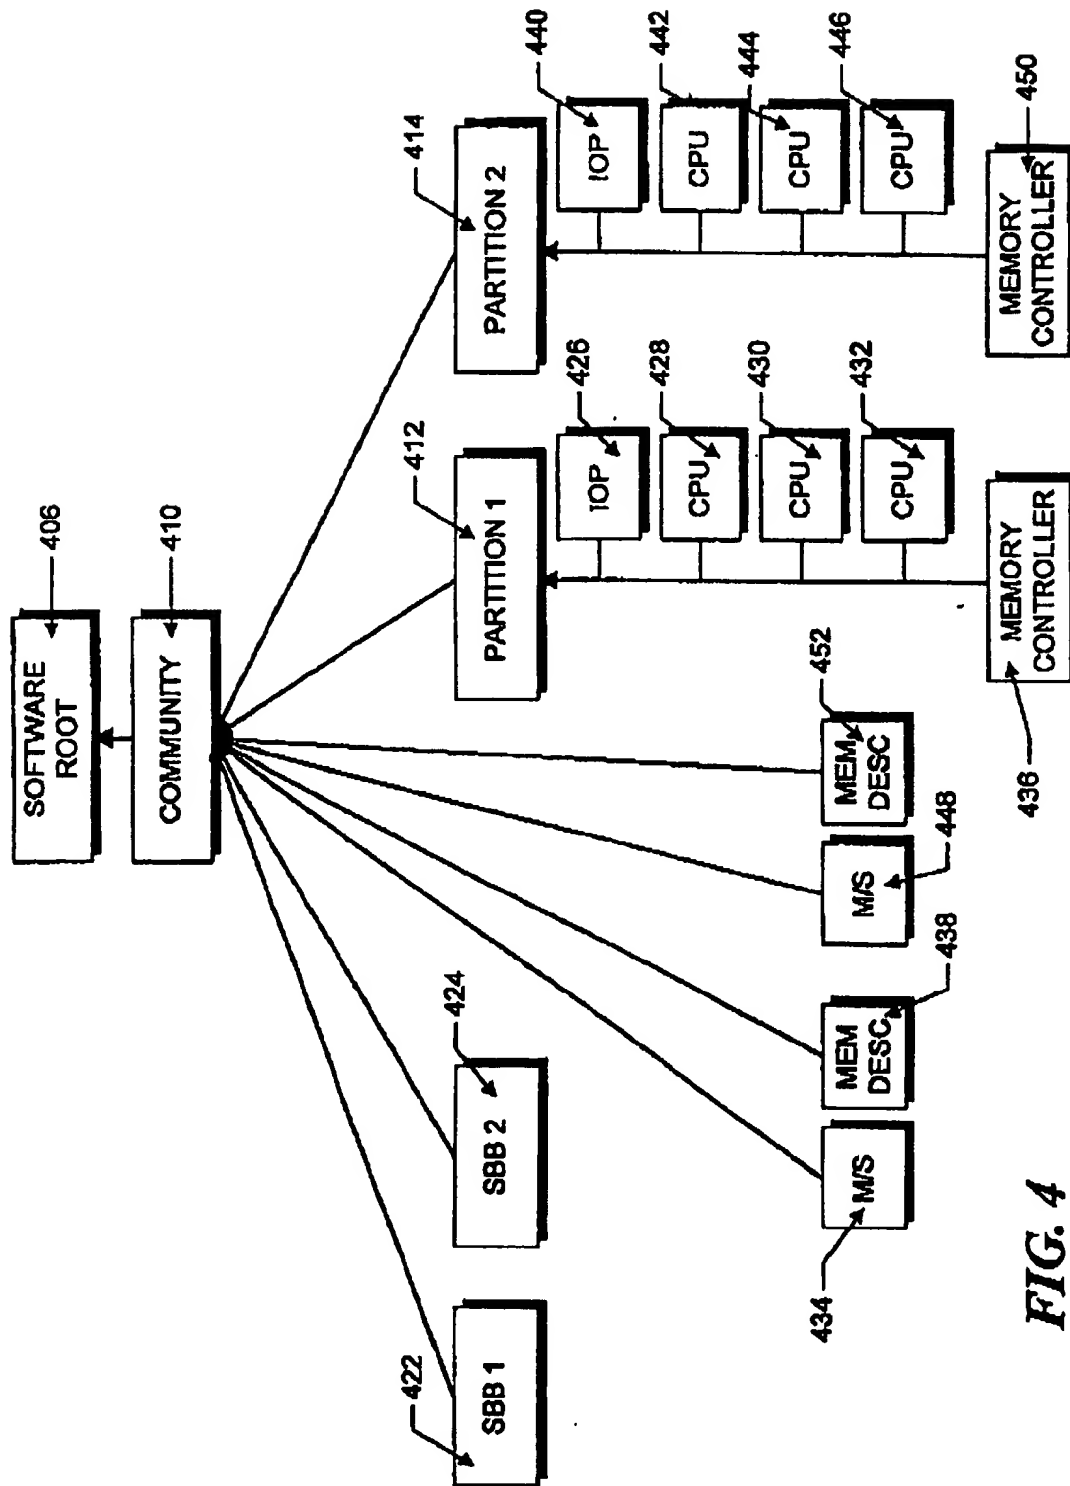 SOFTWARE
ROOT
406
COMMUNITY
410
SBB 1
422
SBB 2
424
PARTITION 1
412
PARTITION 2
414
IOP
426
CPU
428
CPU
430
CPU
432
IOP
440
CPU
442
CPU
444
CPU
446
M/S
434
MEM
DESC
438
M/S
448
MEM
DESC
452
MEMORY
CONTROLLER
436
MEMORY
CONTROLLER
450
FIG. 4